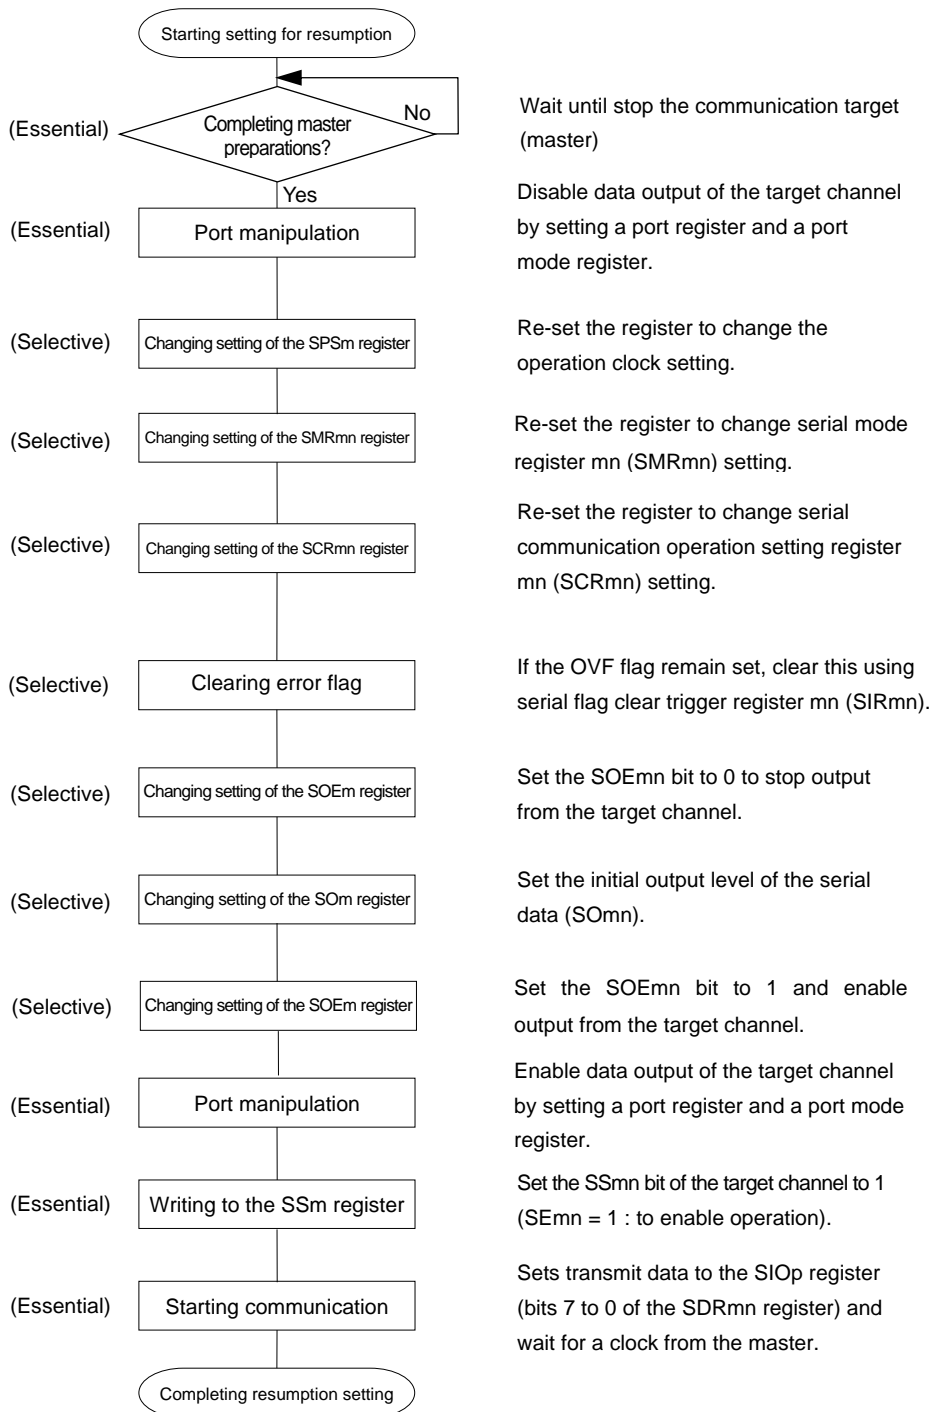 Starting setting for resumption
No
(Essential)
Completing master
preparations?
Wait until stop the communication target
(master)
Yes
(Essential)
Port manipulation
Disable data output of the target channel
by setting a port register and a port
mode register.
(Selective)
Changing setting of the SPSm register
Re-set the register to change the
operation clock setting.
(Selective)
Changing setting of the SMRmn register
Re-set the register to change serial mode
register mn (SMRmn) setting.
(Selective)
Changing setting of the SCRmn register
Re-set the register to change serial
communication operation setting register
mn (SCRmn) setting.
(Selective)
Clearing error flag
If the OVF flag remain set, clear this using
serial flag clear trigger register mn (SIRmn).
(Selective)
Changing setting of the SOEm register
Set the SOEmn bit to 0 to stop output
from the target channel.
(Selective)
Changing setting of the SOm register
Set the initial output level of the serial
data (SOmn).
(Selective)
Changing setting of the SOEm register
Set the SOEmn bit to 1 and enable
output from the target channel.
(Essential)
Port manipulation
Enable data output of the target channel
by setting a port register and a port mode
register.
(Essential)
Writing to the SSm register
Set the SSmn bit of the target channel to 1
(SEmn = 1 : to enable operation).
(Essential)
Starting communication
Sets transmit data to the SIOp register
(bits 7 to 0 of the SDRmn register) and
wait for a clock from the master.
Completing resumption setting